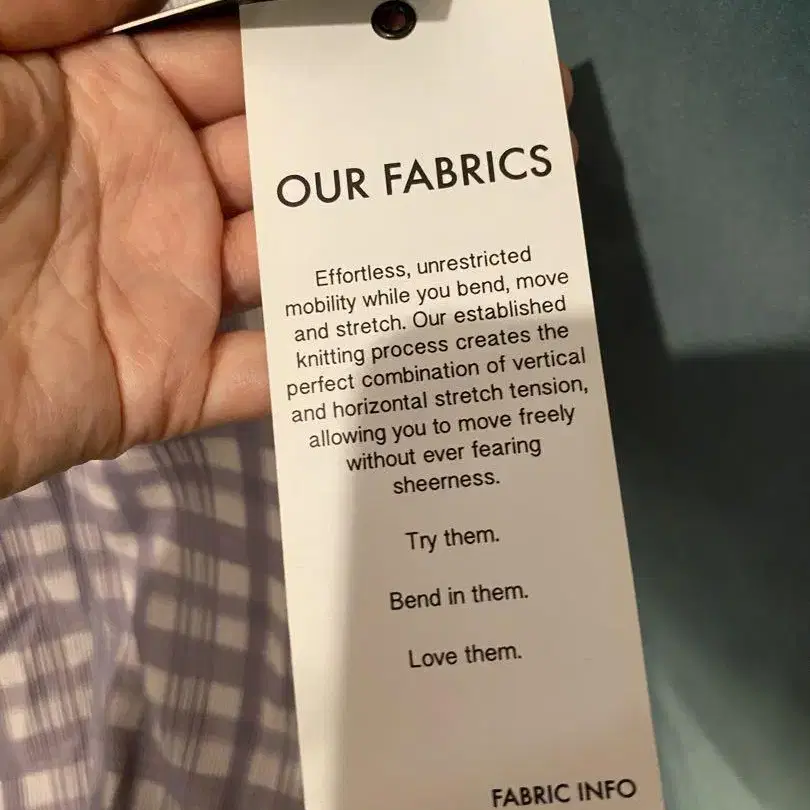 OUR FABRICS
Effortless, unrestricted
mobility while you bend, move
and stretch. Our established
knitting process creates the
perfect combination of vertical
and horizontal stretch tension,
allowing you to move freely
without ever fearing
sheerness.
Try them.
Bend in them.
Love them.
FABRIC INFO